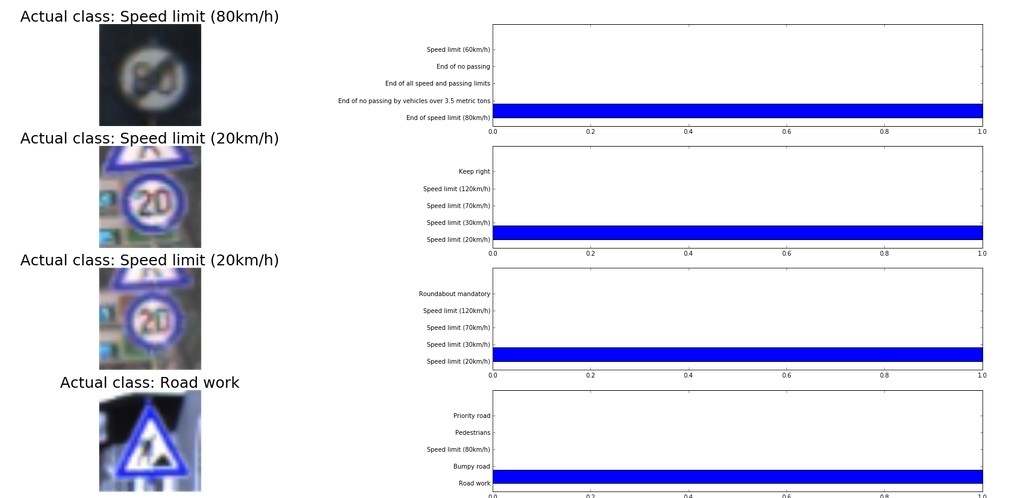 Actual class: Speed limit (80km/h)
80
Speed limit (60km/h)
End of no passing
End of all speed and passing limits
End of no passing by vehicles over 3.5 metric tons
End of speed limit (80km/h)
0.0 0.2 0.4 0.6 0.8 1.0
Actual class: Speed limit (20km/h)
20
Keep right
Speed limit (120km/h)
Speed limit (70km/h)
Speed limit (30km/h)
Speed limit (20km/h)
0.0 0.2 0.4 0.6 0.8 1.0
Actual class: Speed limit (20km/h)
20
Roundabout mandatory
Speed limit (120km/h)
Speed limit (70km/h)
Speed limit (30km/h)
Speed limit (20km/h)
0.0 0.2 0.4 0.6 0.8 1.0
Actual class: Road work
Priority road
Pedestrians
Speed limit (80km/h)
Bumpy road
Road work
0.0 0.2 0.4 0.6 0.8 1.0